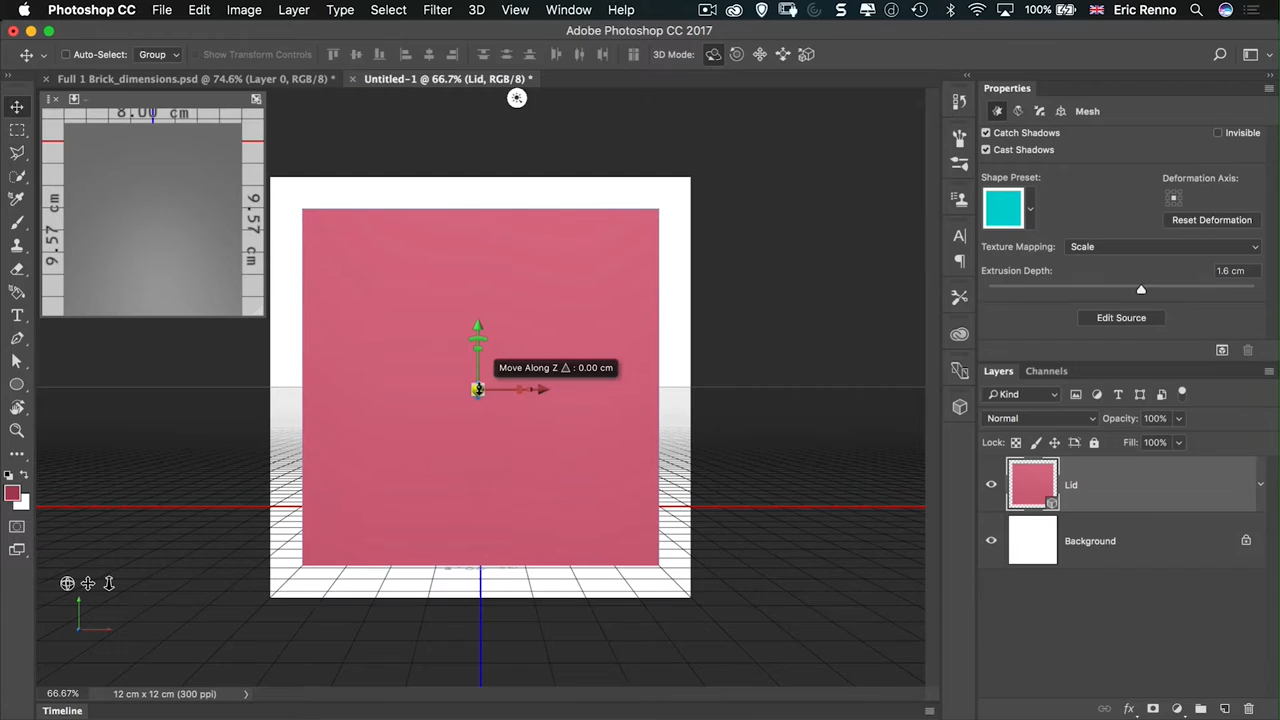 Photoshop CC File Edit Image Layer Type Select Filter 3D View Window Help 100% Eric Renno
Adobe Photoshop CC 2017
Auto-Select: Group Show Transform Controls 3D Mode:
Full 1 Brick_dimensions.psd @ 74.6% (Layer 0, RGB/8) *
Untitled-1 @ 66.7% (Lid, RGB/8) *
8.00 cm
9.57 cm
9.57 cm
Move Along Z △ : 0.00 cm
66.67% 12 cm x 12 cm (300 ppi)
Timeline
Properties
Mesh
Catch Shadows Invisible
Cast Shadows
Shape Preset: Deformation Axis:
Reset Deformation
Texture Mapping: Scale
Extrusion Depth: 1.6 cm
Edit Source
Layers Channels
Kind
Normal Opacity: 100%
Lock: Fill: 100%
Lid
Background